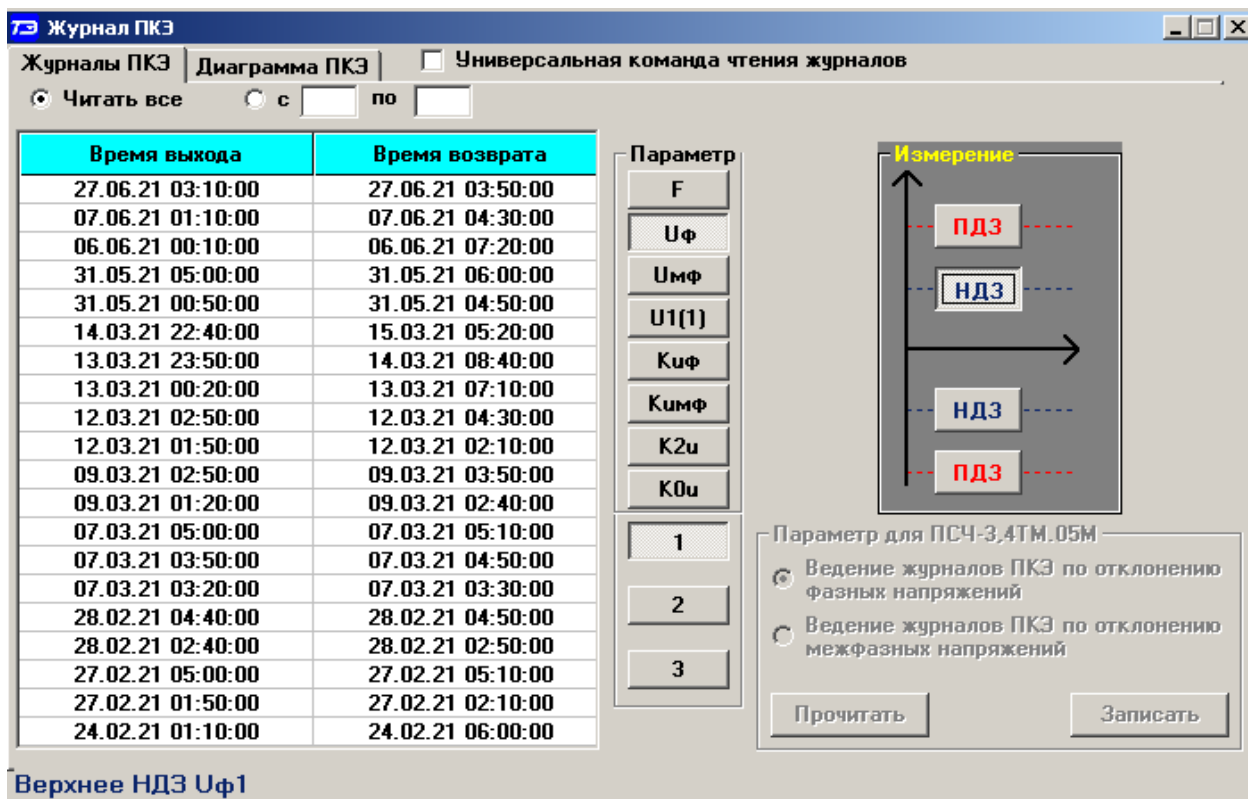 ТЭ Журнал ПКЭ
Журналы ПКЭ Диаграмма ПКЭ Универсальная команда чтения журналов
Читать все с по
Время выхода Время возврата
27.06.21 03:10:00 27.06.21 03:50:00
07.06.21 01:10:00 07.06.21 04:30:00
06.06.21 00:10:00 06.06.21 07:20:00
31.05.21 05:00:00 31.05.21 06:00:00
31.05.21 00:50:00 31.05.21 04:50:00
14.03.21 22:40:00 15.03.21 05:20:00
13.03.21 23:50:00 14.03.21 08:40:00
13.03.21 00:20:00 13.03.21 07:10:00
12.03.21 02:50:00 12.03.21 04:30:00
12.03.21 01:50:00 12.03.21 02:10:00
09.03.21 02:50:00 09.03.21 03:50:00
09.03.21 01:20:00 09.03.21 02:40:00
07.03.21 05:00:00 07.03.21 05:10:00
07.03.21 03:50:00 07.03.21 04:50:00
07.03.21 03:20:00 07.03.21 03:30:00
28.02.21 04:40:00 28.02.21 04:50:00
28.02.21 02:40:00 28.02.21 02:50:00
27.02.21 05:00:00 27.02.21 05:10:00
27.02.21 01:50:00 27.02.21 02:10:00
24.02.21 01:10:00 24.02.21 06:00:00
Параметр
F
Uф
Uмф
U1(1)
Kuф
Kuмф
K2u
K0u
1
2
3
Измерение
ПДЗ
НДЗ
НДЗ
ПДЗ
Параметр для ПСЧ-3,4ТМ.05М
Ведение журналов ПКЭ по отклонению
фазных напряжений
Ведение журналов ПКЭ по отклонению
межфазных напряжений
Прочитать Записать
Верхнее НДЗ Uф1